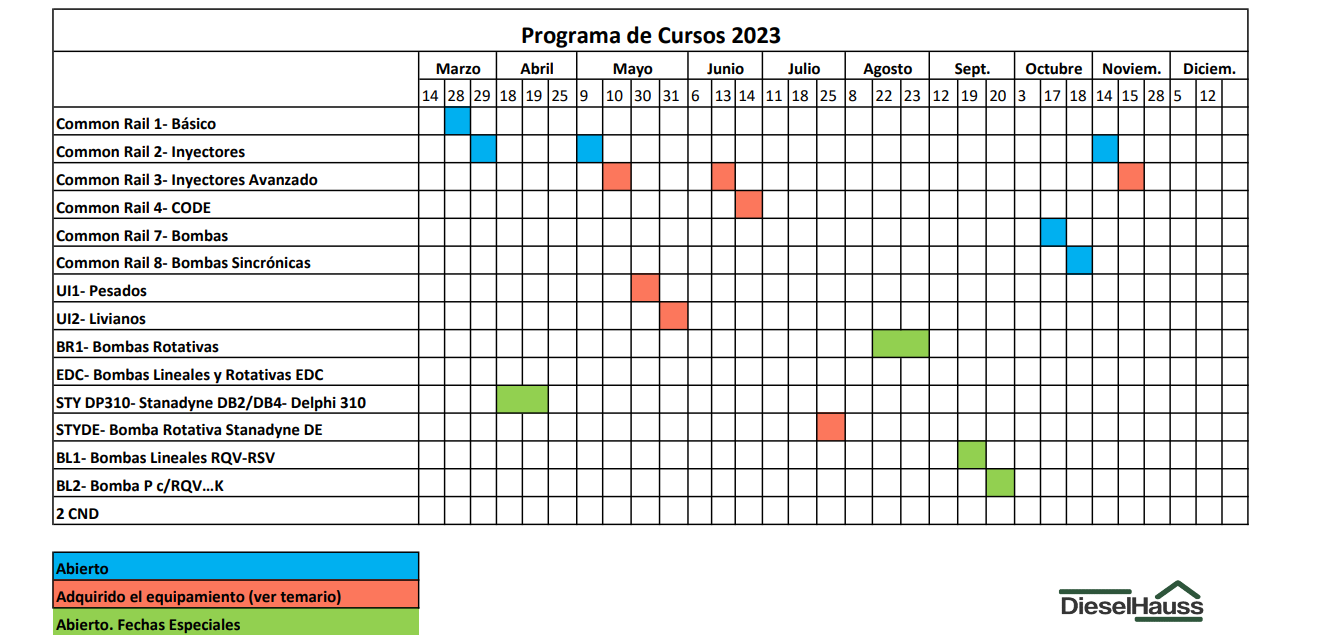 Programa de Cursos 2023
Marzo Abril Mayo Junio Julio Agosto Sept. Octubre Noviem. Diciem.
14 28 29 18 19 25 9 10 30 31 6 13 14 11 18 25 8 22 23 12 19 20 3 17 18 14 15 28 5 12
Common Rail 1- Básico
Common Rail 2- Inyectores
Common Rail 3- Inyectores Avanzado
Common Rail 4- CODE
Common Rail 7- Bombas
Common Rail 8- Bombas Sincrónicas
UI1- Pesados
UI2- Livianos
BR1- Bombas Rotativas
EDC- Bombas Lineales y Rotativas EDC
STY DP310- Stanadyne DB2/DB4- Delphi 310
STYDE- Bomba Rotativa Stanadyne DE
BL1- Bombas Lineales RQV-RSV
BL2- Bomba P c/RQV...K
2 CND
Abierto
Adquirido el equipamiento (ver temario)
Abierto. Fechas Especiales
DieselHauss